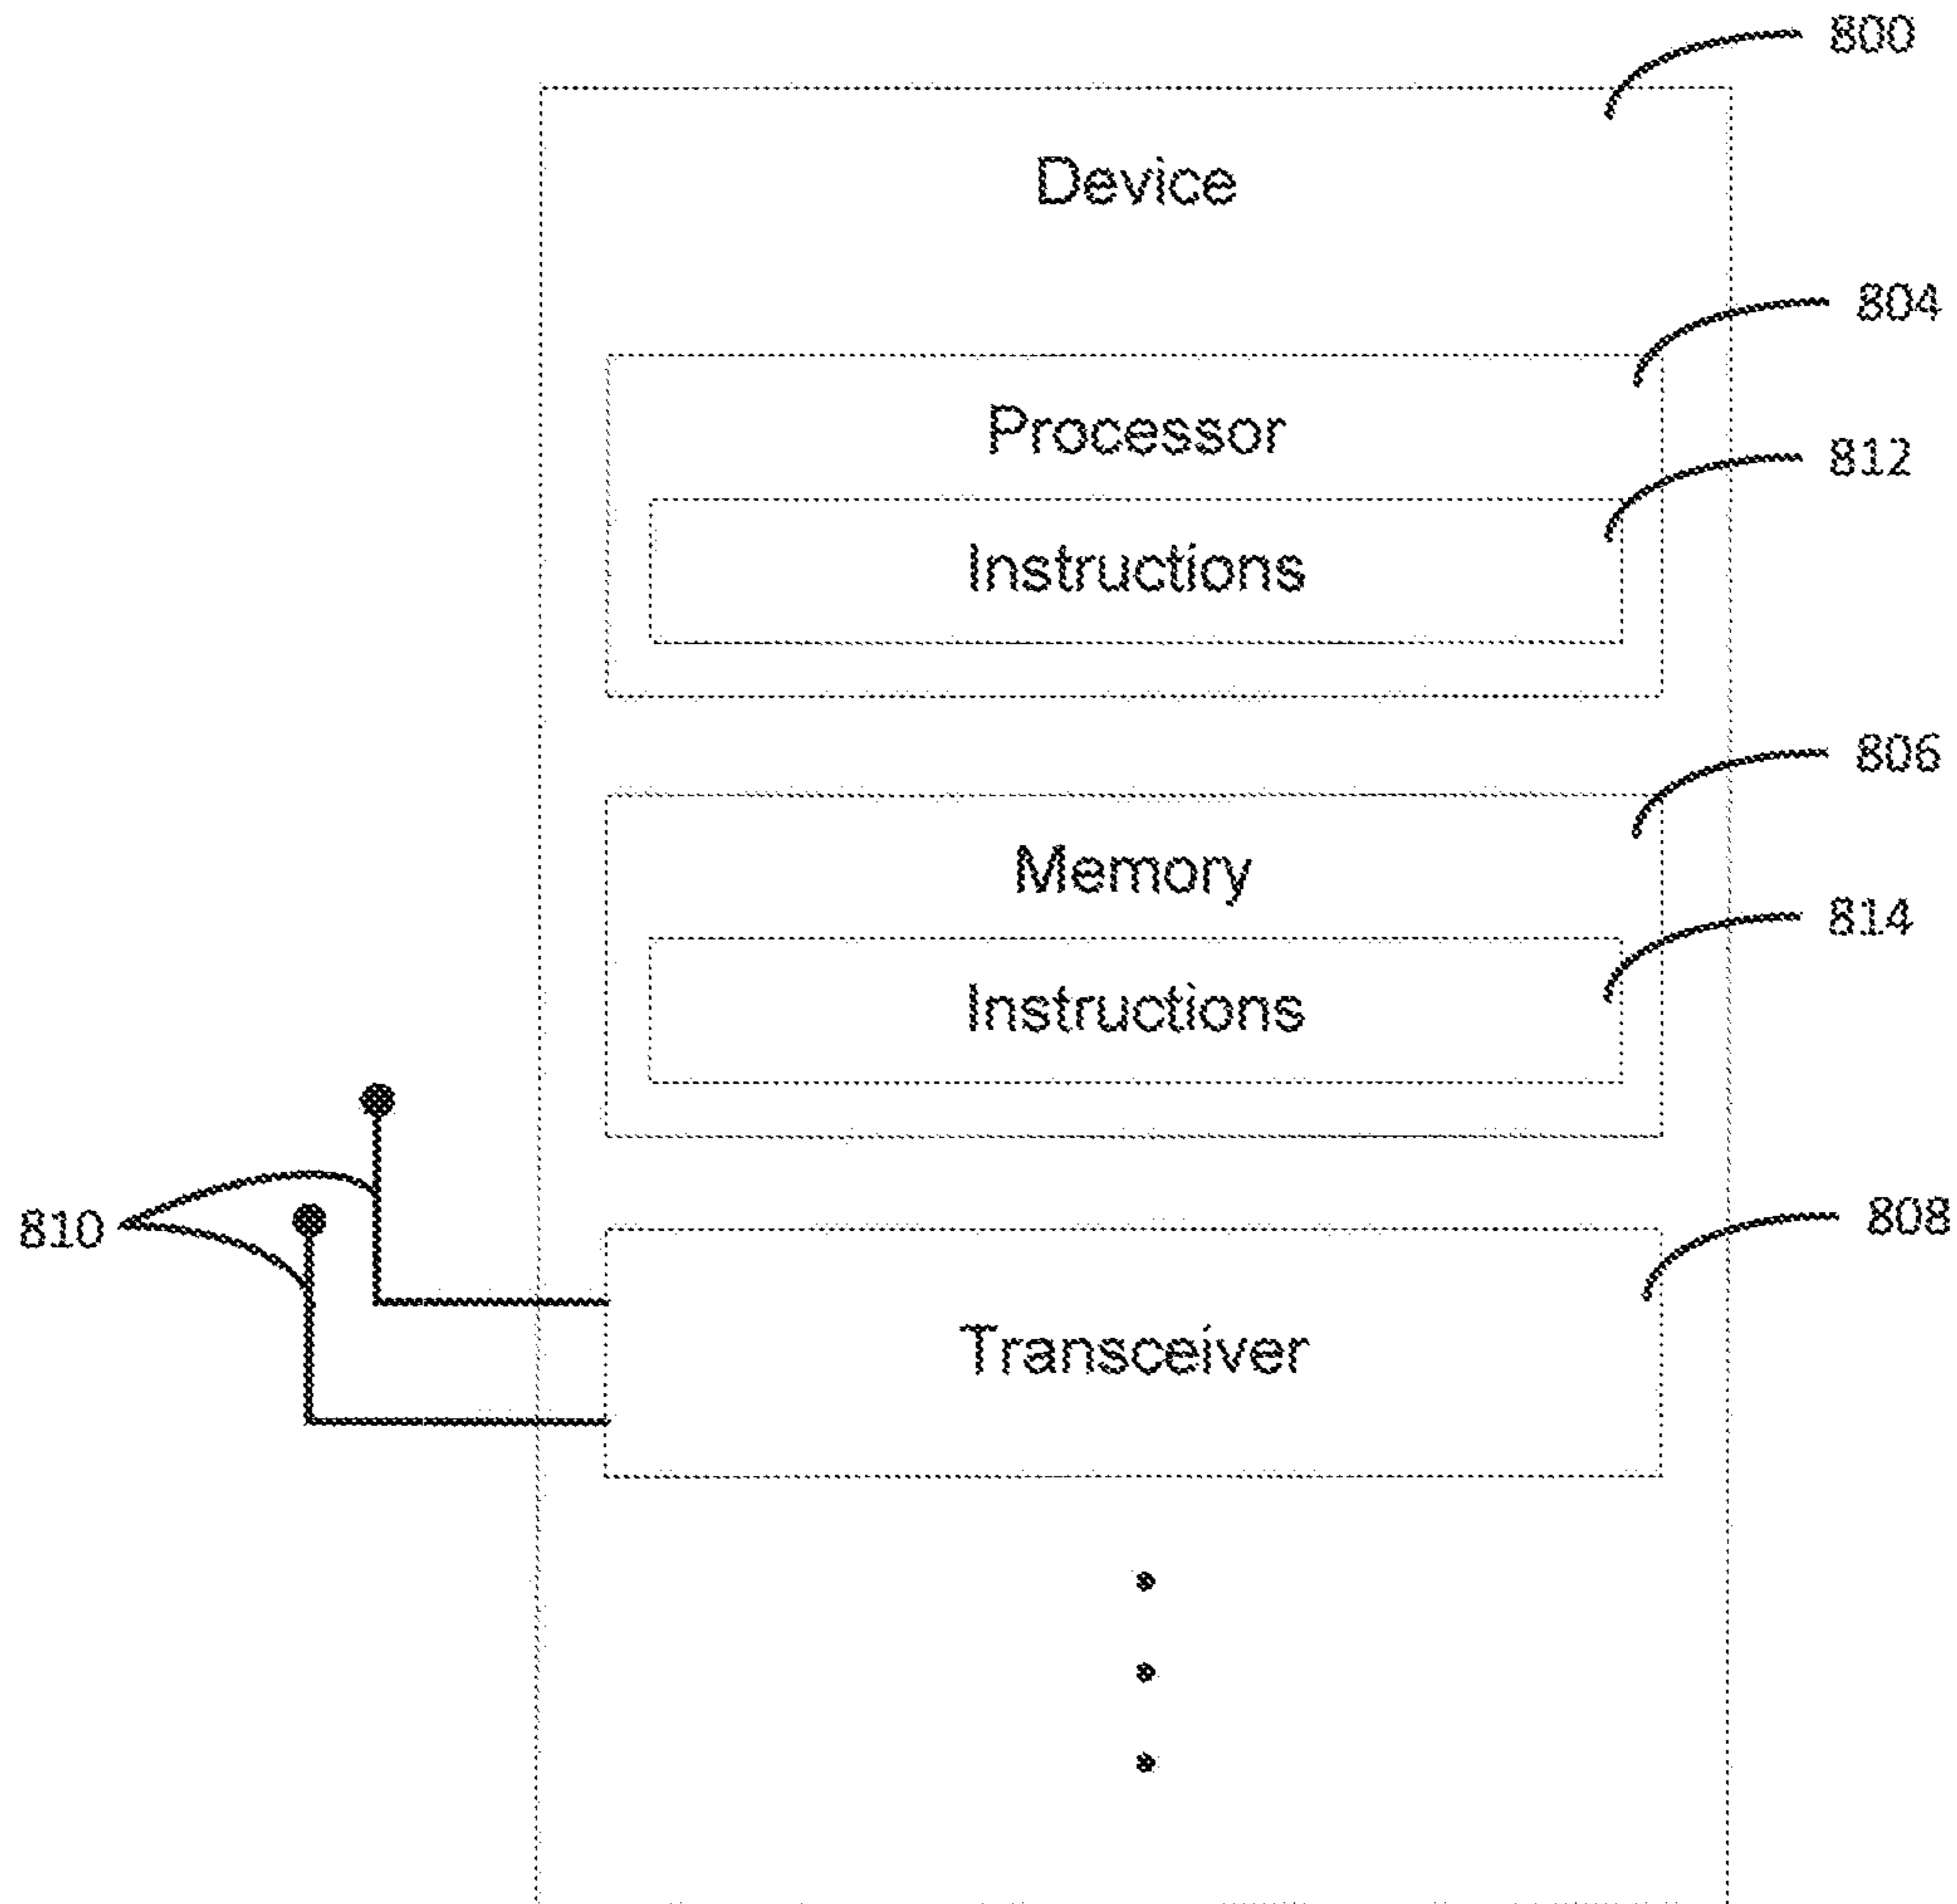 800
Device
804
Processor
812
Instructions
806
Memory
814
Instructions
810
808
Transceiver